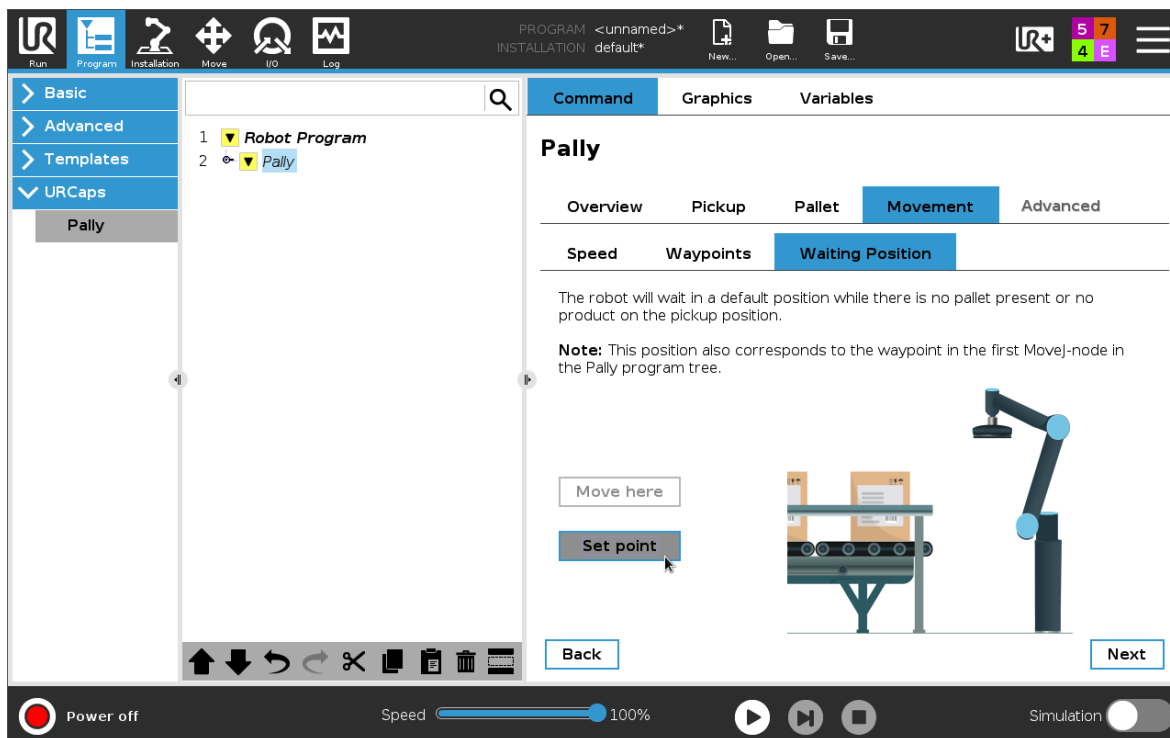 PROGRAM <unnamed>*
INSTALLATION default*
UR
UR+
5 7
4 E
Run
Program
Installation
Move
I/O
Log
New...
Open...
Save...
Basic
Advanced
Templates
URCaps
Pally
1 Robot Program
2 Pally
Command Graphics Variables
Pally
Overview Pickup Pallet Movement Advanced
Speed Waypoints Waiting Position
The robot will wait in a default position while there is no pallet present or no
product on the pickup position.
Note: This position also corresponds to the waypoint in the first MoveJ-node in
the Pally program tree.
Move here
Set point
Back
Next
Power off
Speed 100%
Simulation